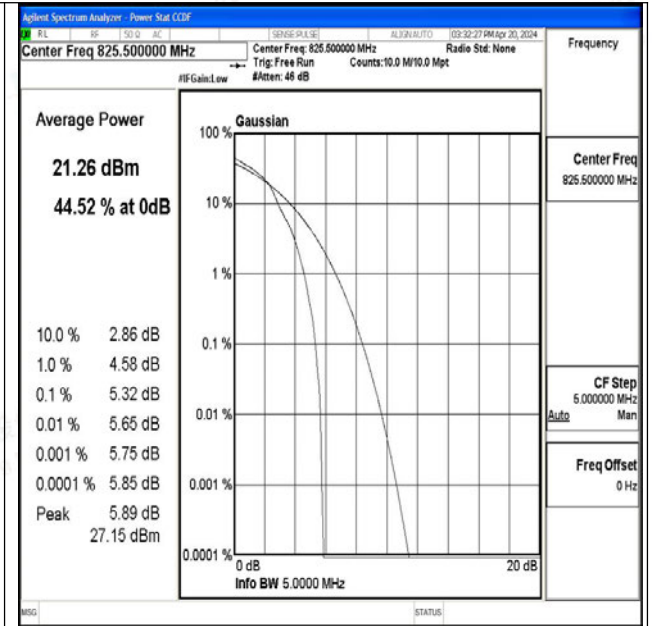 Agilent Spectrum Analyzer - Power Stat CCDF
RL RF 50 Ω AC SENSE:PULSE ALIGN AUTO 03:32:27 PM Apr 20, 2024
Center Freq 825.500000 MHz
Center Freq: 825.500000 MHz Radio Std: None
Trig: Free Run Counts:10.0 M/10.0 Mpt
#IFGain:Low #Atten: 46 dB
Frequency
Average Power
21.26 dBm
44.52 % at 0dB
10.0 % 2.86 dB
1.0 % 4.58 dB
0.1 % 5.32 dB
0.01 % 5.65 dB
0.001 % 5.75 dB
0.0001 % 5.85 dB
Peak 5.89 dB
27.15 dBm
Gaussian
100 %
10 %
1 %
0.1 %
0.01 %
0.001 %
0.0001 %
0 dB 20 dB
Info BW 5.0000 MHz
Center Freq
825.500000 MHz
CF Step
5.000000 MHz
Auto Man
Freq Offset
0 Hz
MSG STATUS